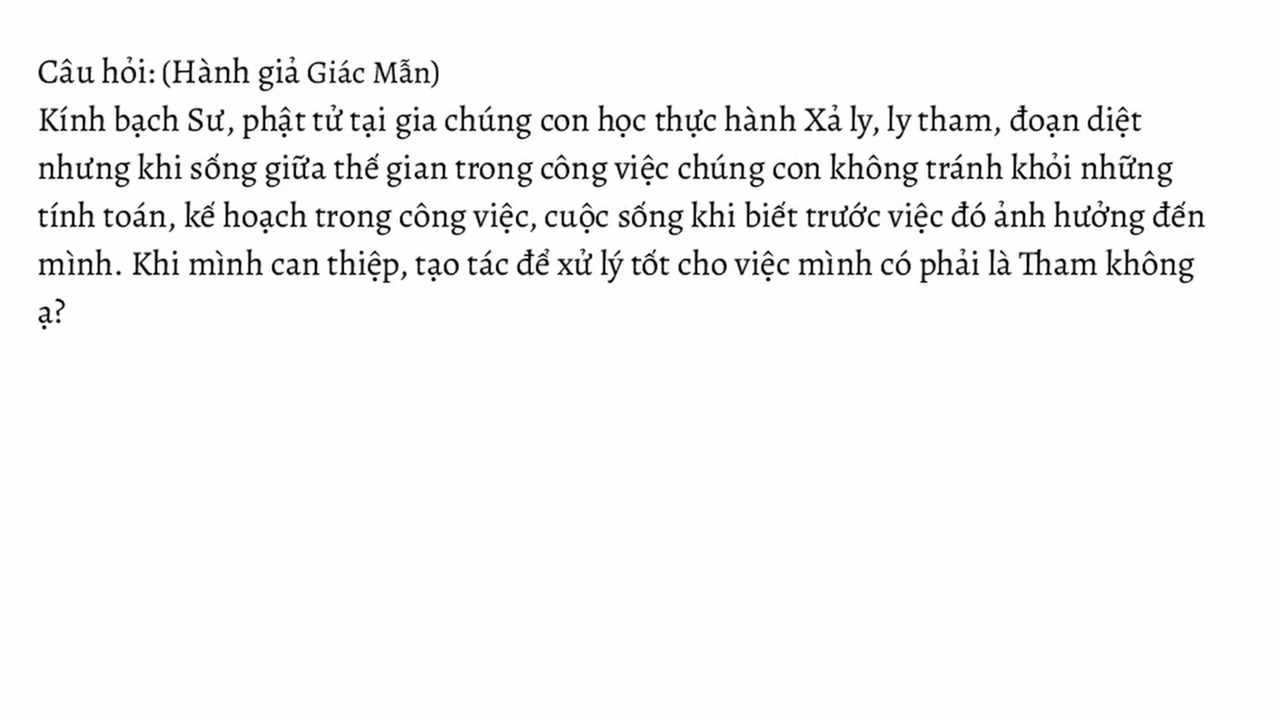 Câu hỏi: (Hành giả Giác Mẫn)
Kính bạch Sư, phật tử tại gia chúng con học thực hành Xả ly, ly tham, đoạn diệt
nhưng khi sống giữa thế gian trong công việc chúng con không tránh khỏi những
tính toán, kế hoạch trong công việc, cuộc sống khi biết trước việc đó ảnh hưởng đến
mình. Khi mình can thiệp, tạo tác để xử lý tốt cho việc mình có phải là Tham không
ạ?